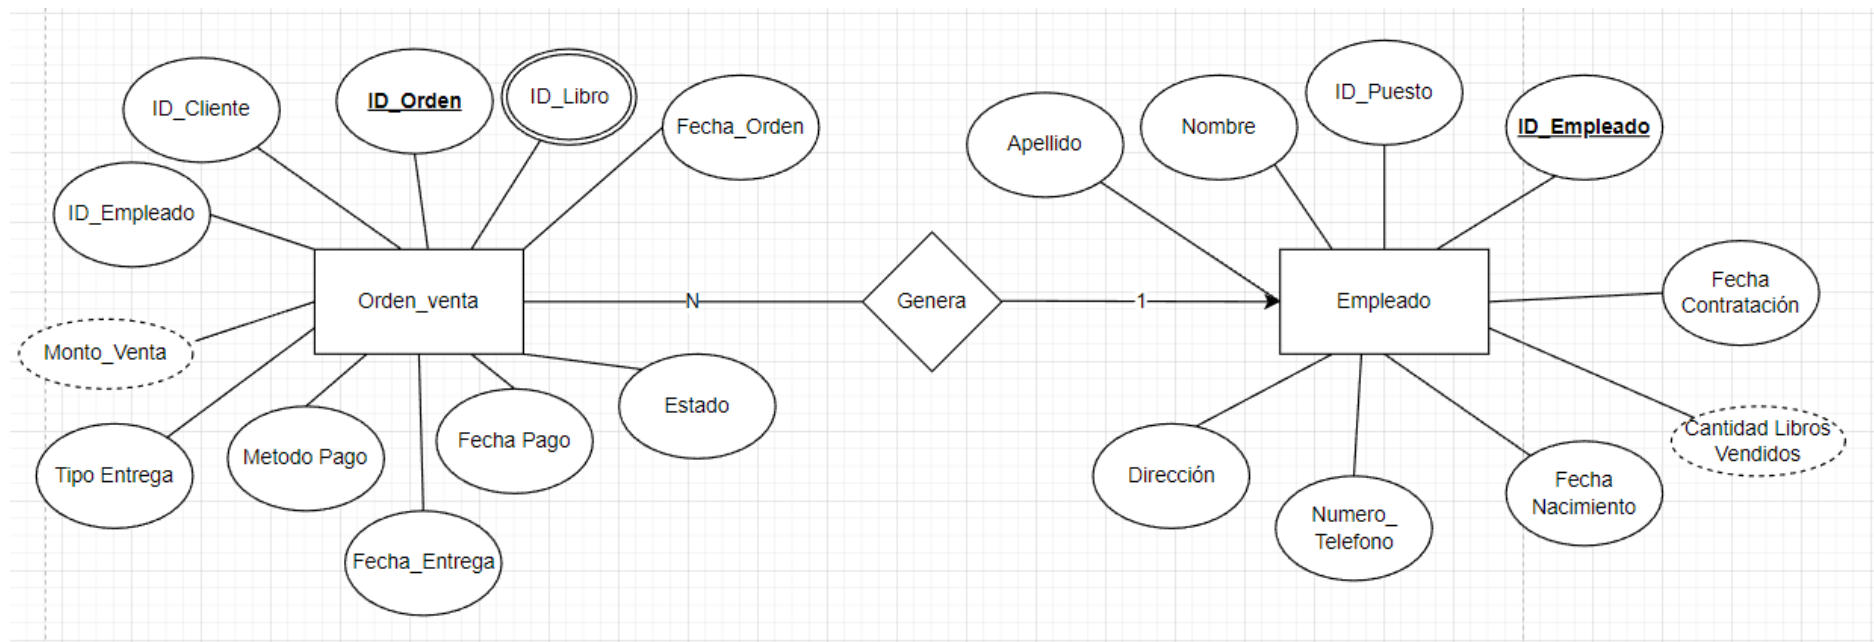 ID_Cliente
ID_Orden
ID_Libro
Fecha_Orden
ID_Empleado
Orden_venta
Monto_Venta
Tipo Entrega
Metodo Pago
Fecha_Entrega
Fecha Pago
Estado
N
Genera
1
Apellido
Nombre
ID_Puesto
ID_Empleado
Empleado
Fecha
Contratación
Cantidad Libros
Vendidos
Fecha
Nacimiento
Numero_
Telefono
Dirección